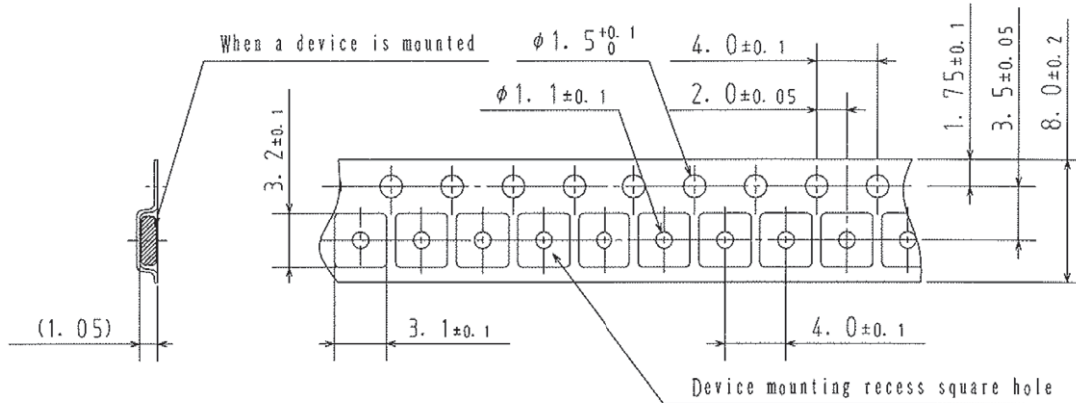 When a device is mounted
φ1. 5 +0. 1 0
4. 0±0. 1
φ1. 1±0. 1
2. 0±0. 05
1. 75±0. 1
3. 5±0. 05
8. 0±0. 2
3. 2±0. 1
(1. 05)
3. 1±0. 1
4. 0±0. 1
Device mounting recess square hole